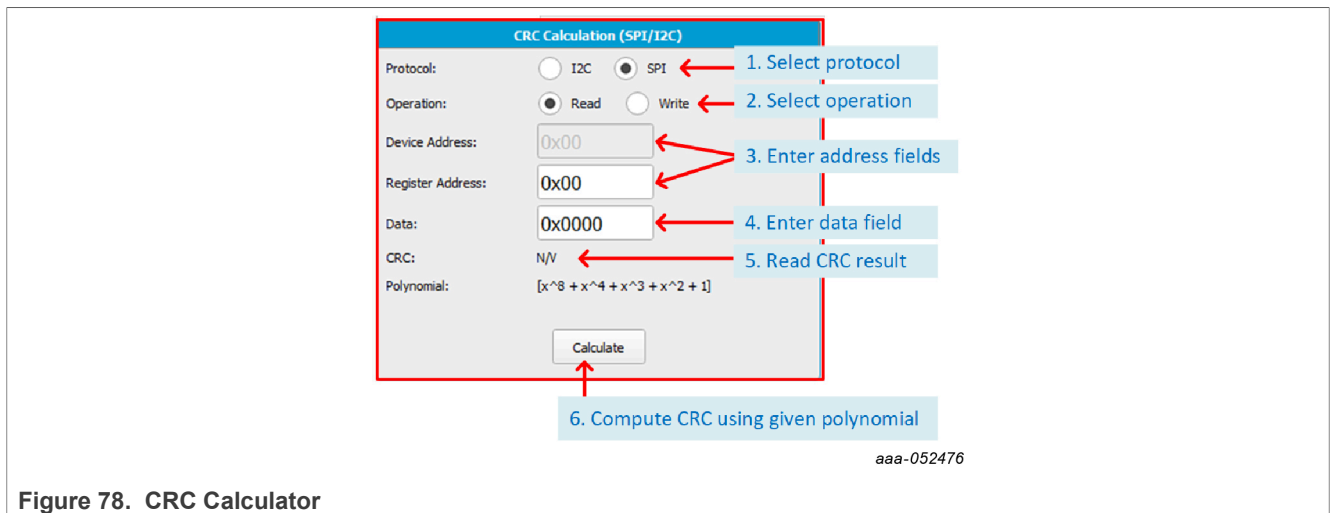 CRC Calculation (SPI/I2C)
Protocol: I2C SPI 1. Select protocol
Operation: Read Write 2. Select operation
Device Address: 0x00
3. Enter address fields
Register Address: 0x00
Data: 0x0000 4. Enter data field
CRC: N/V 5. Read CRC result
Polynomial: [x^8 + x^4 + x^3 + x^2 + 1]
Calculate
6. Compute CRC using given polynomial
aaa-052476
Figure 78. CRC Calculator